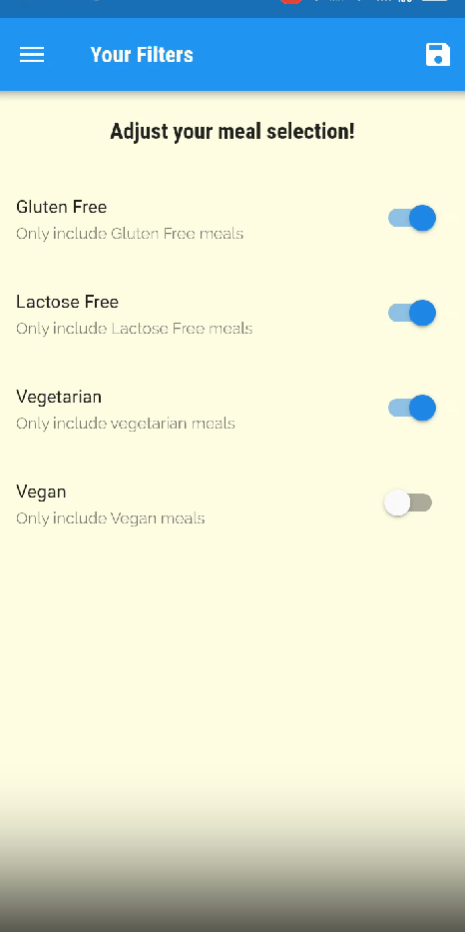 Your Filters
Adjust your meal selection!
Gluten Free
Only include Gluten Free meals
Lactose Free
Only include Lactose Free meals
Vegetarian
Only include vegetarian meals
Vegan
Only include Vegan meals